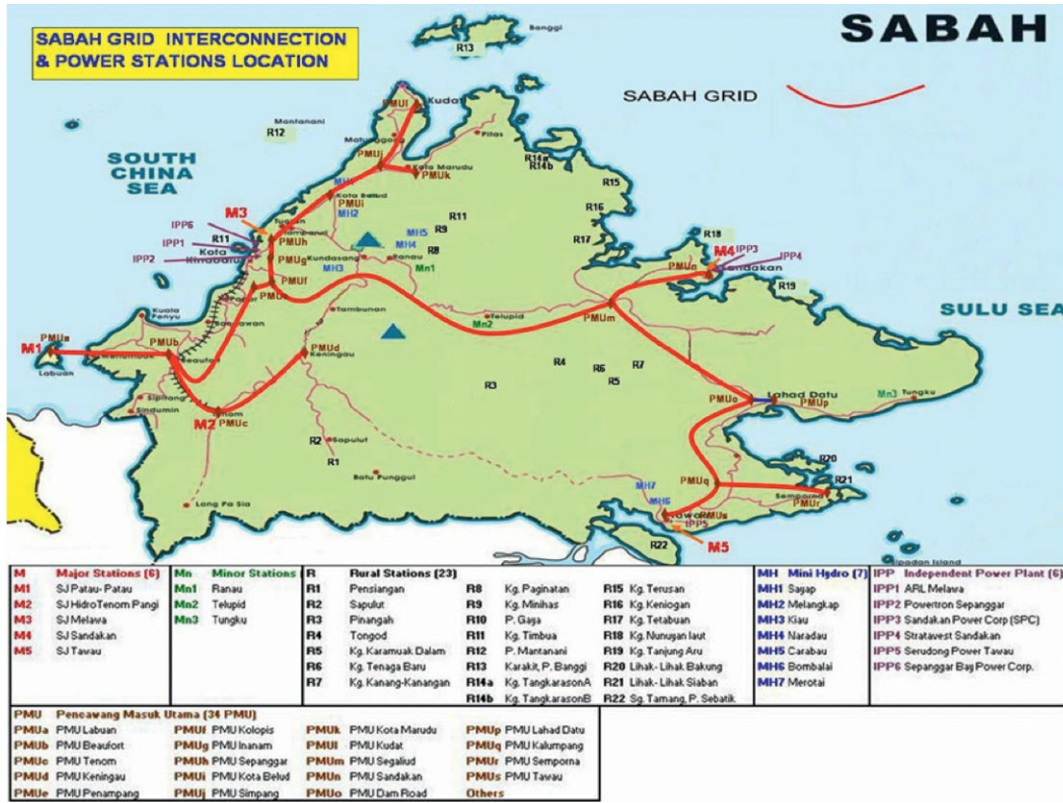 SABAH GRID INTERCONNECTION
& POWER STATIONS LOCATION
SABAH
SABAH GRID
SOUTH
CHINA
SEA
SULU SEA
Banggi
R13
Mantanani
R12
PMUl
Kudat
Matunggong
Pitas
PMUj
Kota Marudu
PMUk
R14a
R14b
R15
R16
R17
Kota Belud
PMUi
MH2
M3
IPP6
IPP1
IPP2
R11
Kota
Kinabalu
PMUh
PMUg
PMUf
Kundasang
Ranau
MH3
MH4
MH5
R9
R8
R11
Mn1
R18
M4
IPP3
IPP4
PMUn
Sandakan
R19
Kuala
Penyu
Papar
Tambunan
Telupid
Mn2
PMUm
PMUa
M1
Labuan
Menumbuk
PMUb
Beaufort
PMUd
Keningau
R4
R6
R7
R5
R3
Sipitang
Sindumin
M2
PMUc
PMUo
Lahad Datu
PMUp
Mn3
Tungku
R2
Sapulut
R1
Batu Punggul
Long Pa Sia
MH7
MH6
PMUq
R20
R21
Semporna
PMUr
IPP5
M5
R22
Sipadan Island
M Major Stations (6)
M1 SJ Patau- Patau
M2 SJ HidroTenom Pangi
M3 SJ Melawa
M4 SJ Sandakan
M5 SJ Tawau
Mn Minor Stations (
Mn1 Ranau
Mn2 Telupid
Mn3 Tungku
R Rural Stations (23)
R1 Pensiangan
R2 Sapulut
R3 Pinangah
R4 Tongod
R5 Kg. Karamuak Dalam
R6 Kg. Tenaga Baru
R7 Kg. Kanang-Kanangan
R8 Kg. Paginatan
R9 Kg. Minihas
R10 P. Gaya
R11 Kg. Timbua
R12 P. Mantanani
R13 Karakit, P. Banggi
R14a Kg. TangkarasonA
R14b Kg. TangkarasonB
R15 Kg. Terusan
R16 Kg. Keniogan
R17 Kg. Tetabuan
R18 Kg. Nunuyan laut
R19 Kg. Tanjung Aru
R20 Lihak- Lihak Bakung
R21 Lihak- Lihak Siaban
R22 Sg. Tamang, P. Sebatik
MH Mini Hydro (7)
MH1 Sayap
MH2 Melangkap
MH3 Kiau
MH4 Naradau
MH5 Carabau
MH6 Bombalai
MH7 Merotai
IPP Independent Power Plant (6)
IPP1 ARL Melawa
IPP2 Powertron Sepanggar
IPP3 Sandakan Power Corp (SPC)
IPP4 Stratavest Sandakan
IPP5 Serudong Power Tawau
IPP6 Sepanggar Bay Power Corp.
PMU Pencawang Masuk Utama (34 PMU)
PMUa PMU Labuan
PMUb PMU Beaufort
PMUc PMU Tenom
PMUd PMU Keningau
PMUe PMU Penampang
PMUf PMU Kolopis
PMUg PMU Inanam
PMUh PMU Sepanggar
PMUi PMU Kota Belud
PMUj PMU Simpang
PMUk PMU Kota Marudu
PMUl PMU Kudat
PMUm PMU Segaliud
PMUn PMU Sandakan
PMUo PMU Dam Road
PMUp PMU Lahad Datu
PMUq PMU Kalumpang
PMUr PMU Semporna
PMUs PMU Tawau
Others